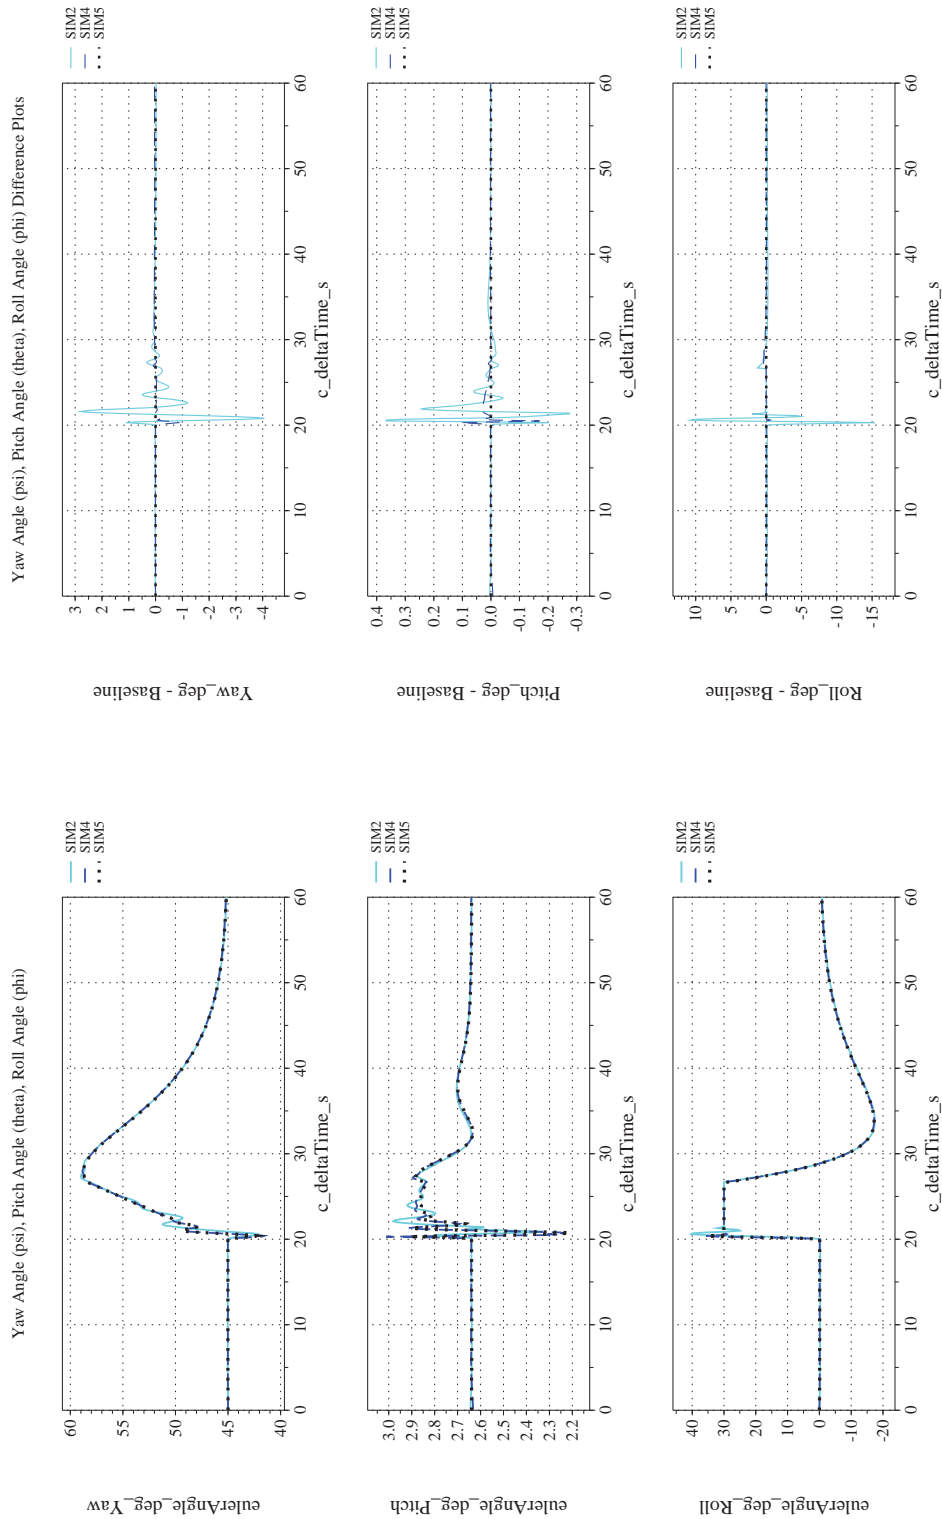 Yaw Angle (psi), Pitch Angle (theta), Roll Angle (phi)
eulerAngle_deg_Yaw
60
55
50
45
40
0 10 20 30 40 50 60
c_deltaTime_s
SIM2
SIM4
SIM5
eulerAngle_deg_Pitch
3.0
2.9
2.8
2.7
2.6
2.5
2.4
2.3
2.2
0 10 20 30 40 50 60
c_deltaTime_s
SIM2
SIM4
SIM5
eulerAngle_deg_Roll
40
30
20
10
0
-10
-20
0 10 20 30 40 50 60
c_deltaTime_s
SIM2
SIM4
SIM5
Yaw Angle (psi), Pitch Angle (theta), Roll Angle (phi) Difference Plots
Yaw_deg - Baseline
3
2
1
0
-1
-2
-3
-4
0 10 20 30 40 50 60
c_deltaTime_s
SIM2
SIM4
SIM5
Pitch_deg - Baseline
0.4
0.3
0.2
0.1
0.0
-0.1
-0.2
-0.3
0 10 20 30 40 50 60
c_deltaTime_s
SIM2
SIM4
SIM5
Roll_deg - Baseline
10
5
0
-5
-10
-15
0 10 20 30 40 50 60
c_deltaTime_s
SIM2
SIM4
SIM5